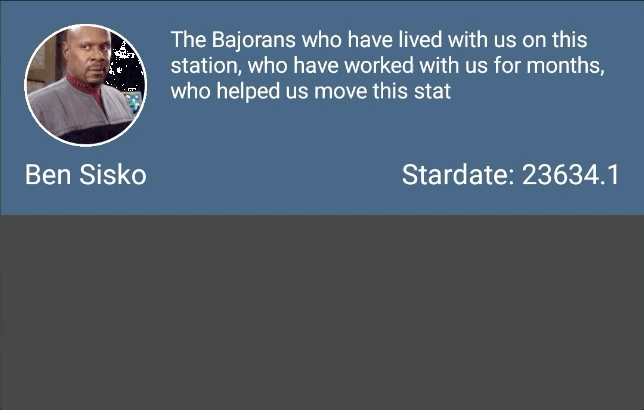 The Bajorans who have lived with us on this
station, who have worked with us for months,
who helped us move this stat
Ben Sisko
Stardate: 23634.1